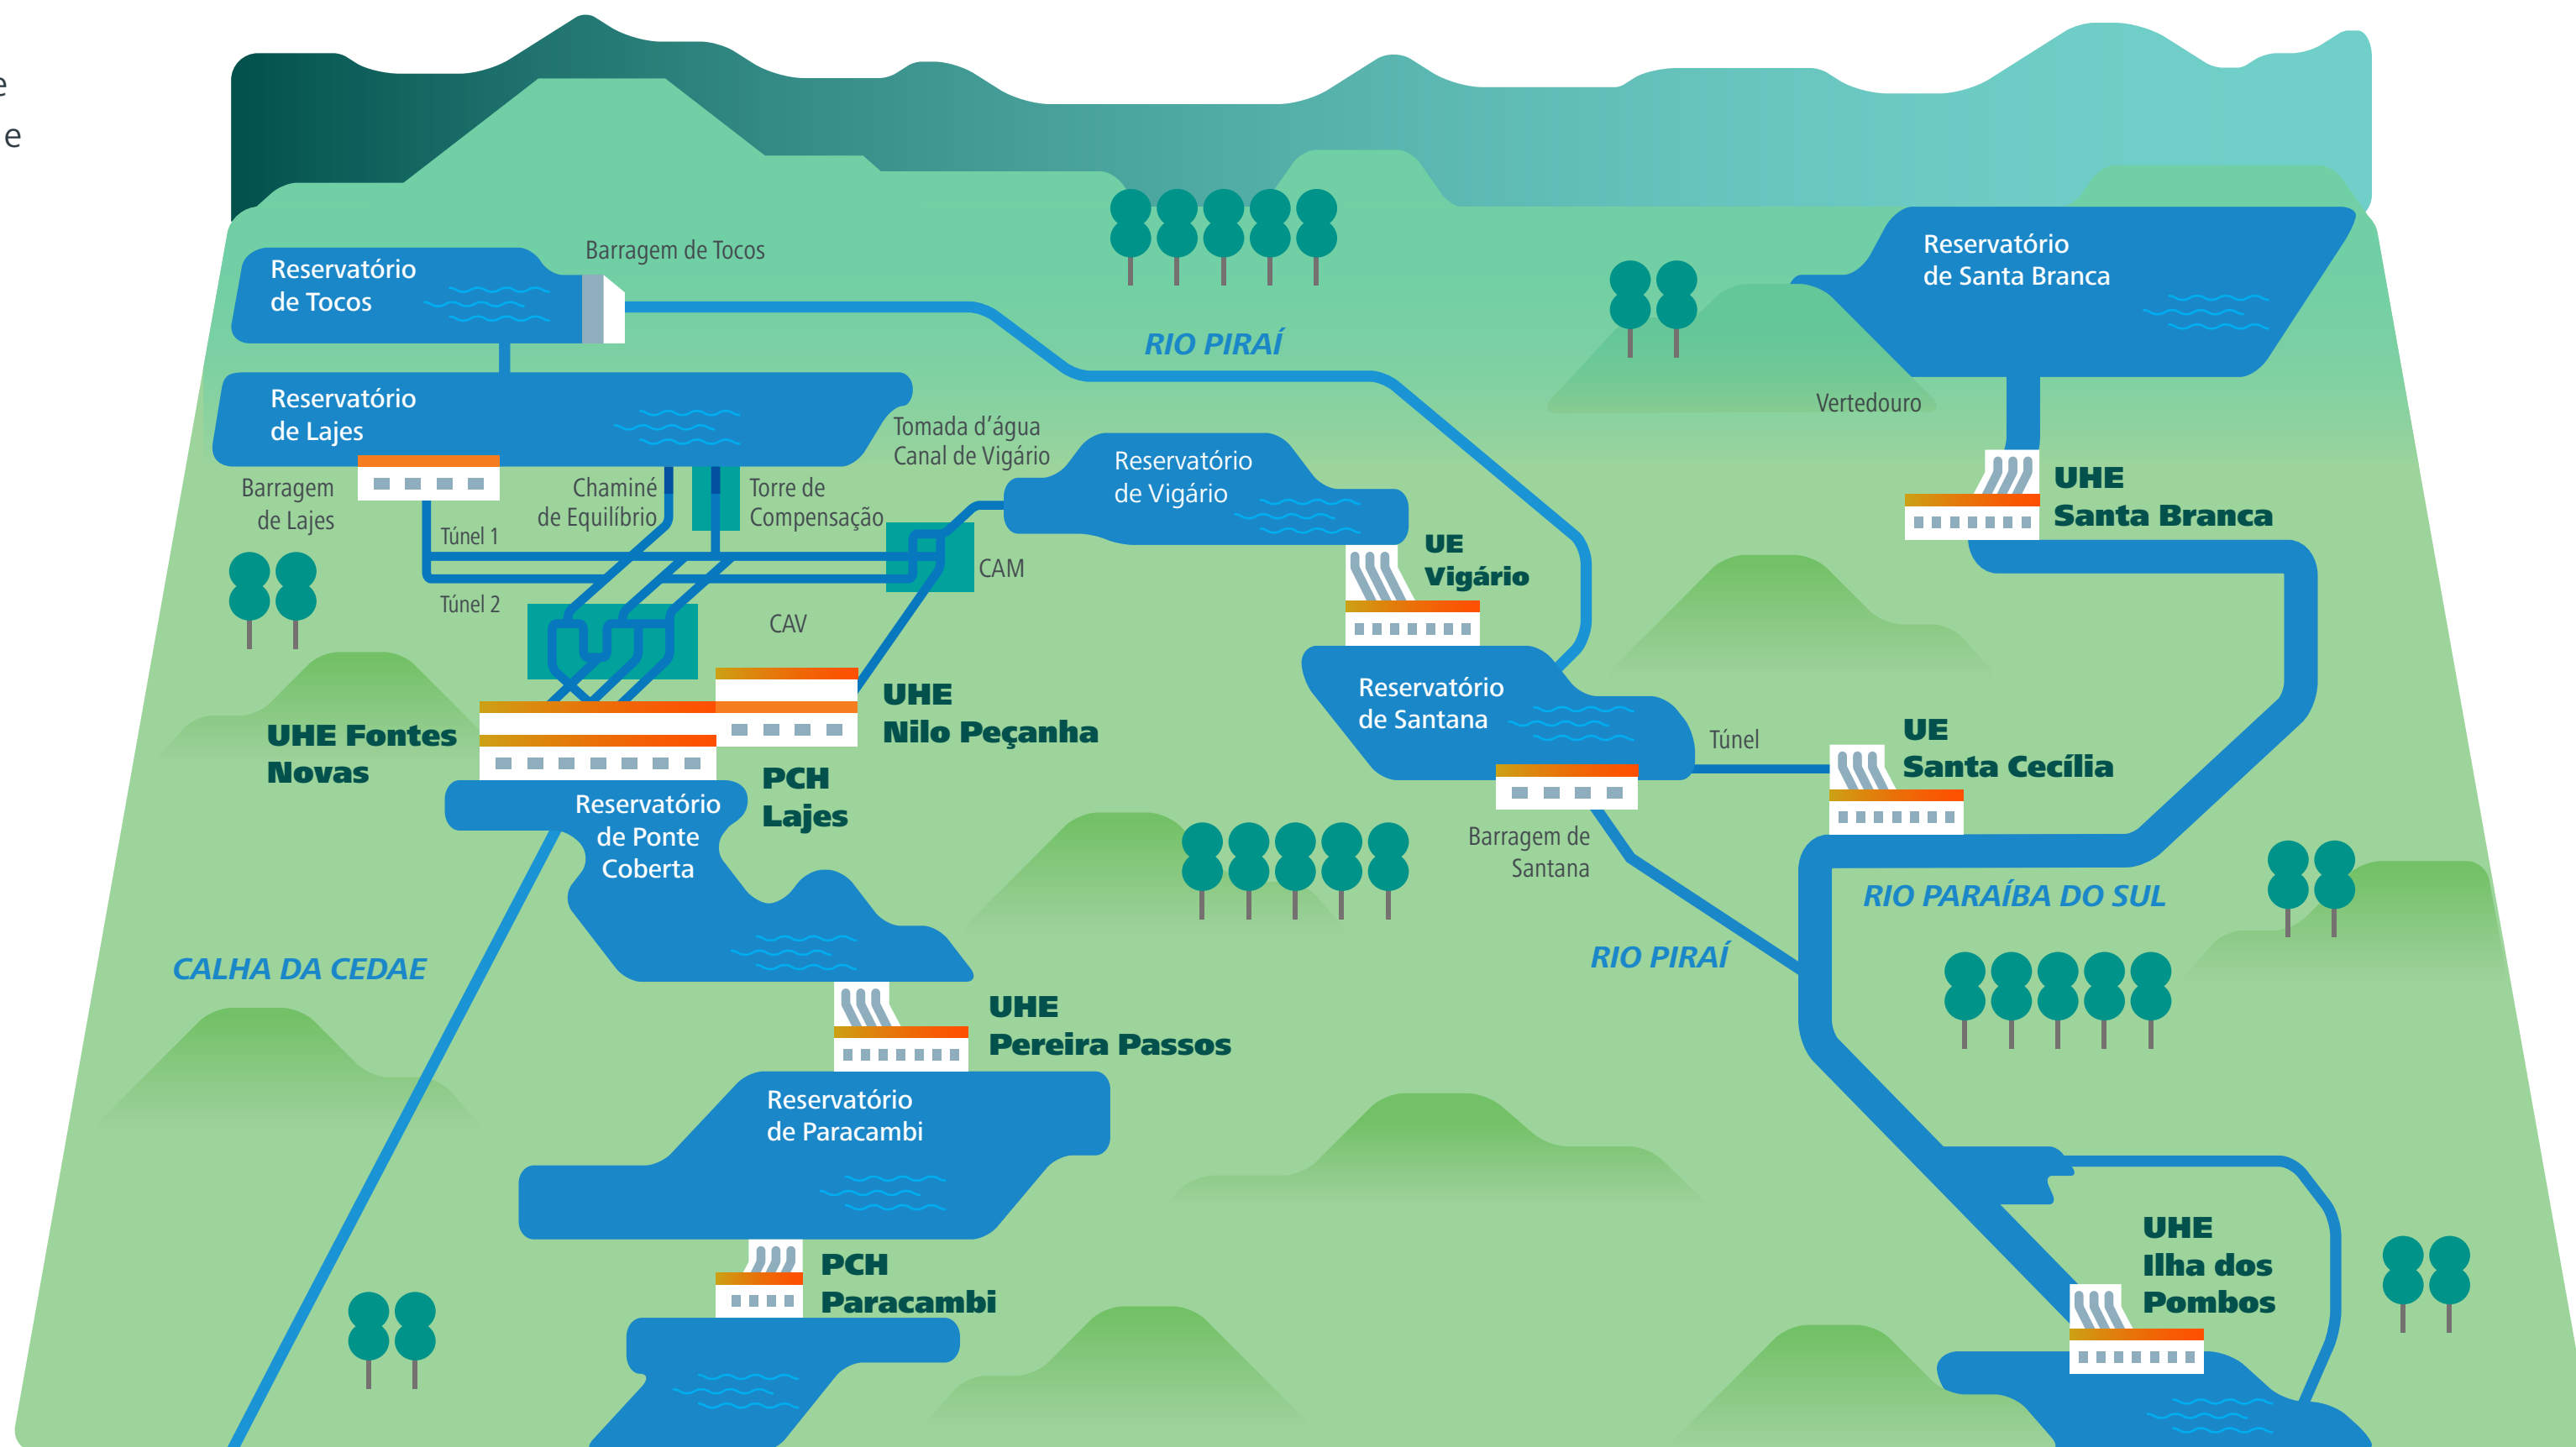 e
e
Barragem de Tocos
Reservatório
de Tocos
Reservatório
de Santa Branca
RIO PIRAÍ
Reservatório
de Lajes
Vertedouro
Tomada d’água
Canal de Vigário
Reservatório
de Vigário
Barragem
de Lajes
Chaminé
de Equilíbrio
Torre de
Compensação
UHE
Santa Branca
Túnel 1
Túnel 2
CAM
UE
Vigário
CAV
UHE
Nilo Peçanha
UHE Fontes
Novas
PCH
Lajes
Reservatório
de Santana
Túnel
UE
Santa Cecília
Reservatório
de Ponte
Coberta
Barragem de
Santana
RIO PARAÍBA DO SUL
RIO PIRAÍ
CALHA DA CEDAE
UHE
Pereira Passos
Reservatório
de Paracambi
PCH
Paracambi
UHE
Ilha dos
Pombos